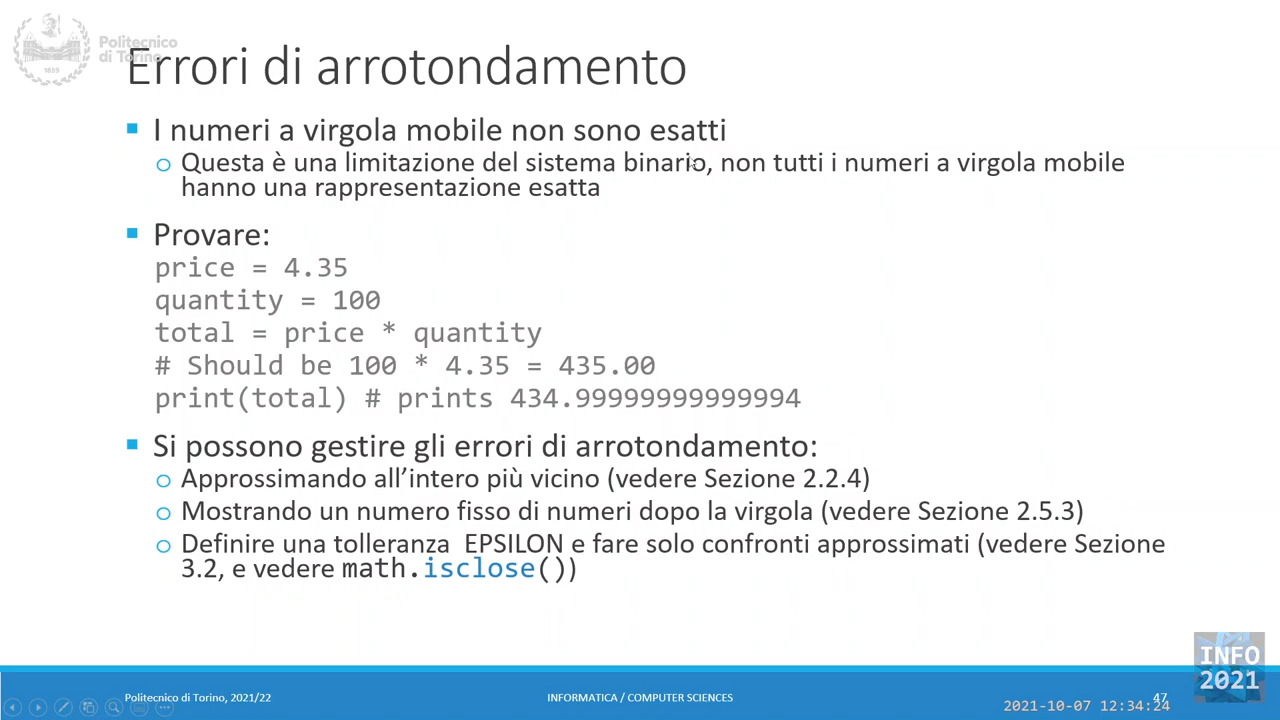 Politecnico
di Torino
1859
Errori di arrotondamento
I numeri a virgola mobile non sono esatti
Questa è una limitazione del sistema binario, non tutti i numeri a virgola mobile
hanno una rappresentazione esatta
Provare:
price = 4.35
quantity = 100
total = price * quantity
# Should be 100 * 4.35 = 435.00
print(total) # prints 434.99999999999994
Si possono gestire gli errori di arrotondamento:
Approssimando all’intero più vicino (vedere Sezione 2.2.4)
Mostrando un numero fisso di numeri dopo la virgola (vedere Sezione 2.5.3)
Definire una tolleranza  EPSILON e fare solo confronti approssimati (vedere Sezione
3.2, e vedere math.isclose())
INFO
2021
Politecnico di Torino, 2021/22
INFORMATICA / COMPUTER SCIENCES
47
2021-10-07 12:34:24